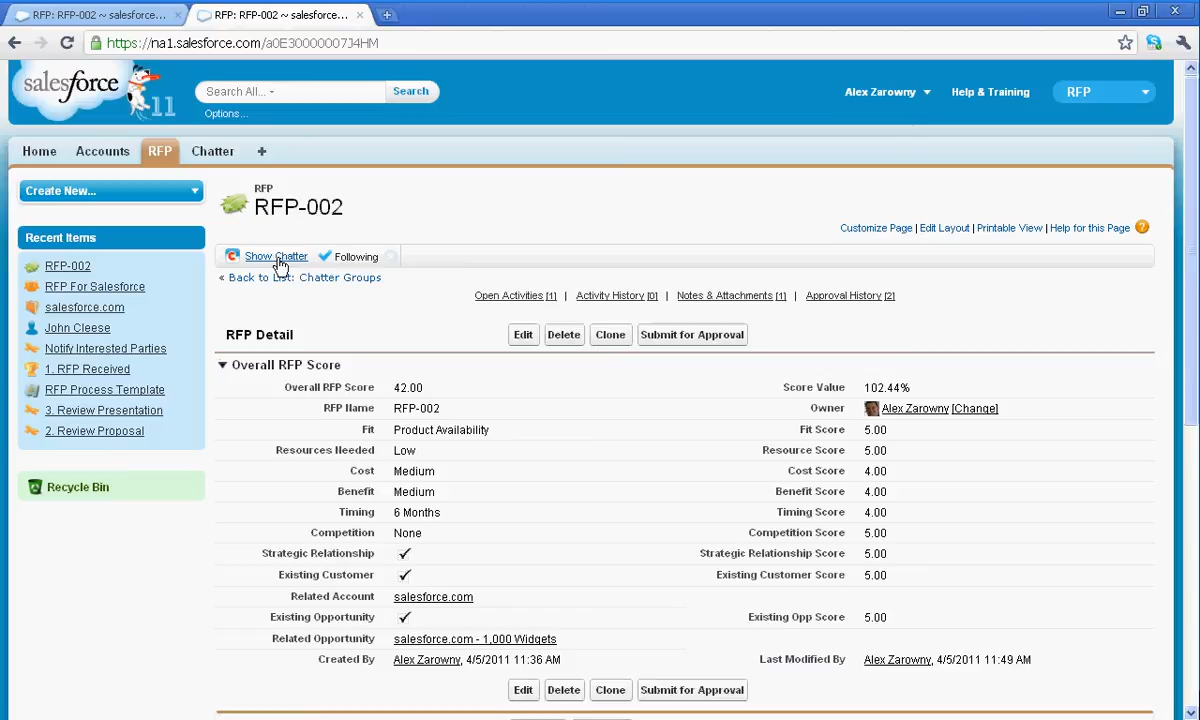 RFP: RFP-002 ~ salesforce... RFP: RFP-002 ~ salesforce...
https://na1.salesforce.com/a0E30000007J4HM
salesforce 11 Search All... Search Alex Zarowny Help & Training RFP
Options...
Home Accounts RFP Chatter +
Create New...
Recent Items
RFP-002
RFP For Salesforce
salesforce.com
John Cleese
Notify Interested Parties
1. RFP Received
RFP Process Template
3. Review Presentation
2. Review Proposal
Recycle Bin
RFP
RFP-002
Customize Page | Edit Layout | Printable View | Help for this Page ?
Show Chatter Following
« Back to List: Chatter Groups
Open Activities [1] | Activity History [0] | Notes & Attachments [1] | Approval History [2]
RFP Detail Edit Delete Clone Submit for Approval
Overall RFP Score
Overall RFP Score 42.00 Score Value 102.44%
RFP Name RFP-002 Owner Alex Zarowny [Change]
Fit Product Availability Fit Score 5.00
Resources Needed Low Resource Score 5.00
Cost Medium Cost Score 4.00
Benefit Medium Benefit Score 4.00
Timing 6 Months Timing Score 4.00
Competition None Competition Score 5.00
Strategic Relationship ✓ Strategic Relationship Score 5.00
Existing Customer ✓ Existing Customer Score 5.00
Related Account salesforce.com
Existing Opportunity ✓ Existing Opp Score 5.00
Related Opportunity salesforce.com - 1,000 Widgets
Created By Alex Zarowny, 4/5/2011 11:36 AM Last Modified By Alex Zarowny, 4/5/2011 11:49 AM
Edit Delete Clone Submit for Approval